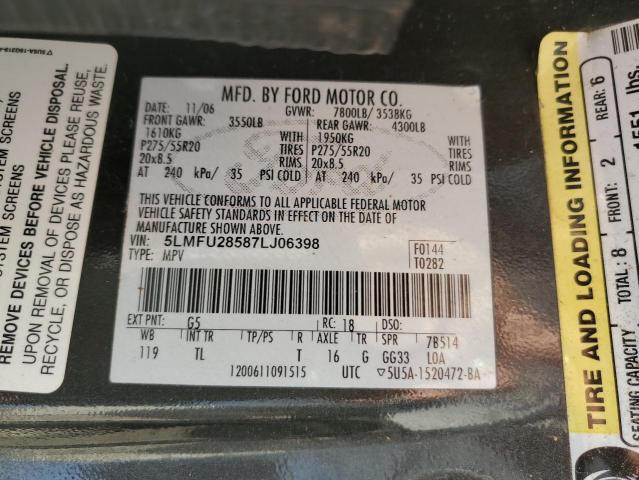 5U5A-19G219-A
SYSTEM SCREENS
REMOVE DEVICES BEFORE VEHICLE DISPOSAL.
UPON REMOVAL OF DEVICES PLEASE REUSE,
RECYCLE, OR DISPOSE AS HAZARDOUS WASTE.
MFD. BY FORD MOTOR CO.
DATE: 11/06 GVWR: 7800LB/ 3538KG
FRONT GAWR: 3550LB REAR GAWR: 4300LB
1610KG WITH 1950KG WITH
P275/55R20 TIRES P275/55R20 TIRES
20x8.5 RIMS 20x8.5 RIMS
AT 240 kPa/ 35 PSI COLD AT 240 kPa/ 35 PSI COLD
THIS VEHICLE CONFORMS TO ALL APPLICABLE FEDERAL MOTOR
VEHICLE SAFETY STANDARDS IN EFFECT ON THE DATE OF
MANUFACTURE SHOWN ABOVE.
VIN: 5LMFU28587LJ06398 F0144
TYPE: MPV T0282
EXT PNT: G5 RC: 18 DSO:
WB INT TR TP/PS R AXLE TR G 7B514
119 TL T 16 G GG33 LOA
1200611091515 UTC ▽5U5A-1520472-BA
TIRE AND LOADING INFORMATION
SEATING CAPACITY Total: 8 FRONT: 2 REAR: 6
lbs.